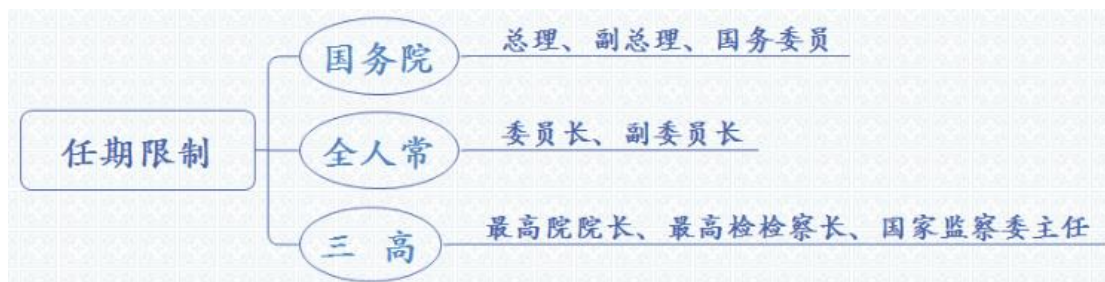 国务院
总理、副总理、国务委员
任期限制
全人常
委员长、副委员长
三高
最高院院长、最高检检察长、国家监察委主任